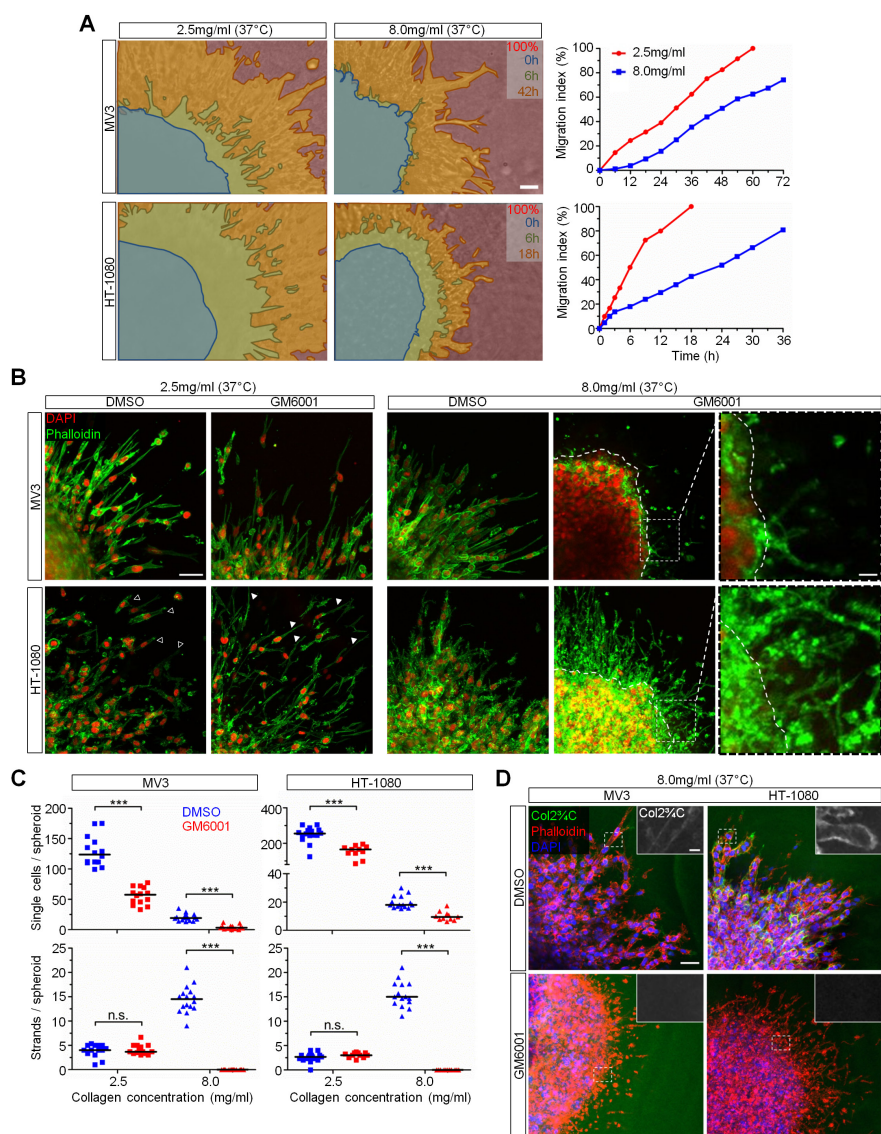 A
2.5mg/ml (37°C)
8.0mg/ml (37°C)
MV3
100%
0h
6h
42h
HT-1080
100%
0h
6h
18h
Migration index (%)
100
80
60
40
20
0
2.5mg/ml
8.0mg/ml
0 12 24 36 48 60 72
Migration index (%)
100
80
60
40
20
0
0 6 12 18 24 30 36
Time (h)
B
2.5mg/ml (37°C)
8.0mg/ml (37°C)
DMSO
GM6001
DMSO
GM6001
MV3
DAPI
Phalloidin
HT-1080
C
MV3
HT-1080
Single cells / spheroid
200
150
100
50
0
***
***
DMSO
GM6001
400
200
40
20
0
***
***
Strands / spheroid
25
20
15
10
5
0
n.s.
***
25
20
15
10
5
0
n.s.
***
2.5 8.0
2.5 8.0
Collagen concentration (mg/ml)
Collagen concentration (mg/ml)
D
8.0mg/ml (37°C)
MV3
HT-1080
DMSO
Col2¾C
Phalloidin
DAPI
Col2¾C
GM6001